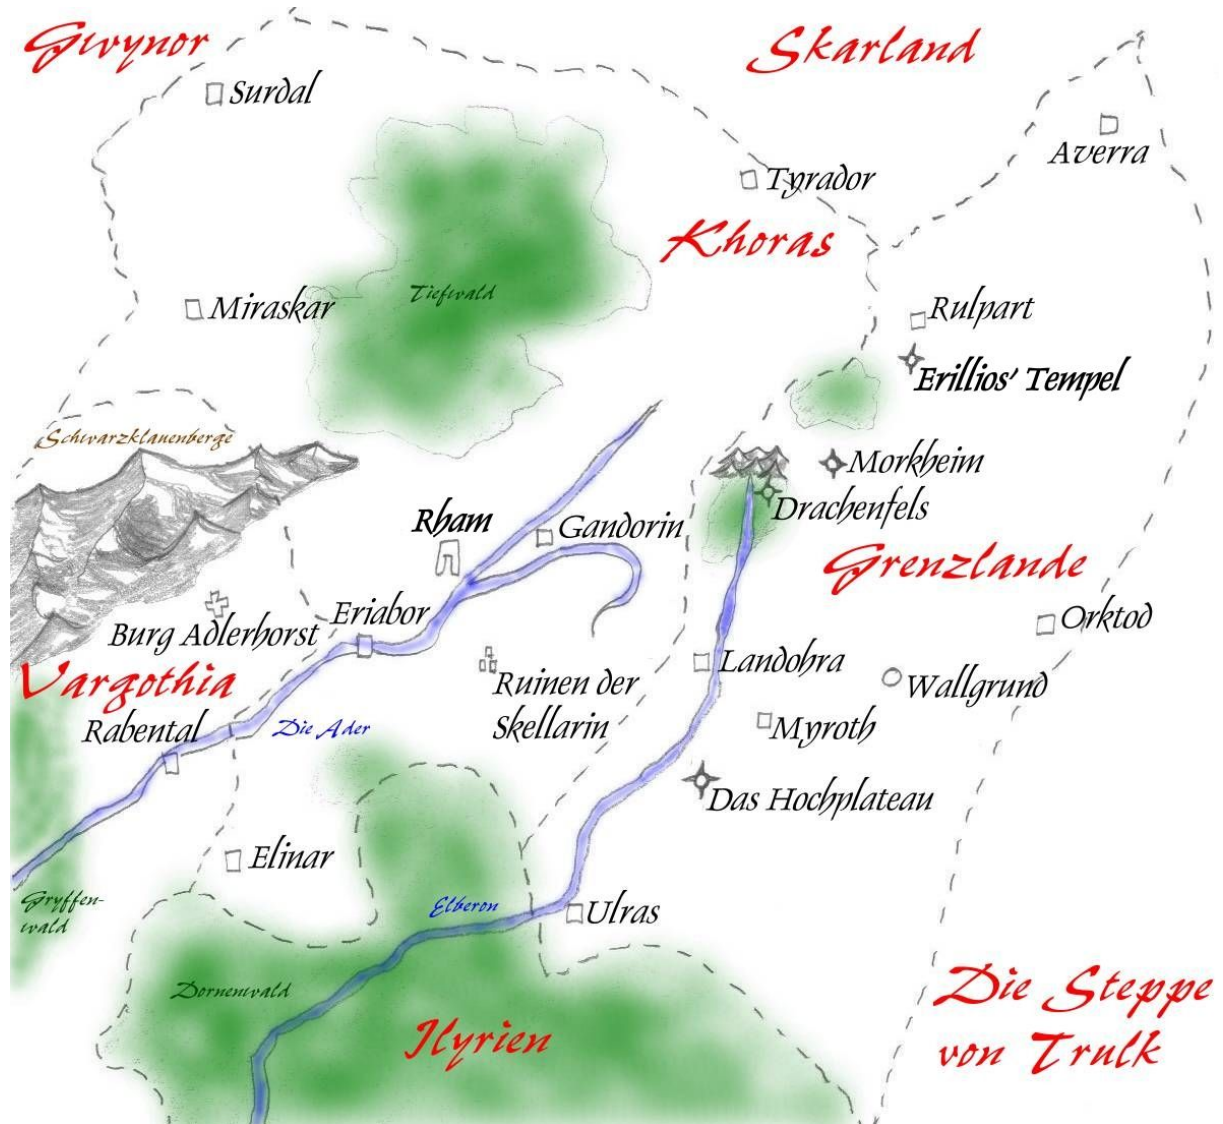 Gwynor
Skarland
Surdal
Averra
Tyrador
Khoras
Tiefwald
Miraskar
Rulpart
Erillios' Tempel
Schwarzklauenberge
Morkheim
Drachenfels
Rham
Gandorin
Grenzlande
Eriabor
Burg Adlerhorst
Orktod
Landohra
Vargothia
Ruinen der
Skellarin
Wallgrund
Rabental
Die Ader
Myroth
Das Hochplateau
Elinar
Gryffen-
wald
Elberon
Ulras
Dornenwald
Ilyrien
Die Steppe
von Trulk